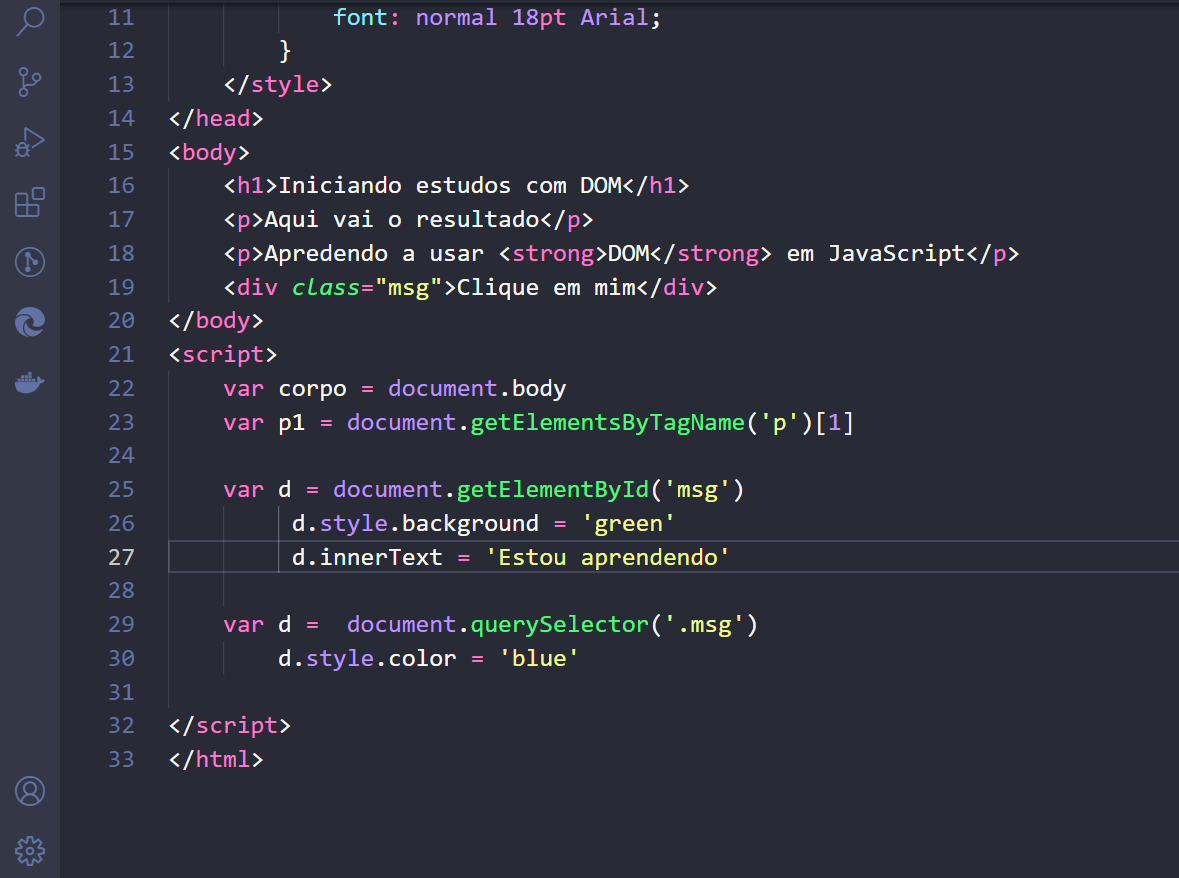 11 font: normal 18pt Arial;
12 }
13 </style>
14 </head>
15 <body>
16 <h1>Iniciando estudos com DOM</h1>
17 <p>Aqui vai o resultado</p>
18 <p>Apredendo a usar <strong>DOM</strong> em JavaScript</p>
19 <div class="msg">Clique em mim</div>
20 </body>
21 <script>
22 var corpo = document.body
23 var p1 = document.getElementsByTagName('p')[1]
24
25 var d = document.getElementById('msg')
26 d.style.background = 'green'
27 d.innerText = 'Estou aprendendo'
28
29 var d =  document.querySelector('.msg')
30 d.style.color = 'blue'
31
32 </script>
33 </html>